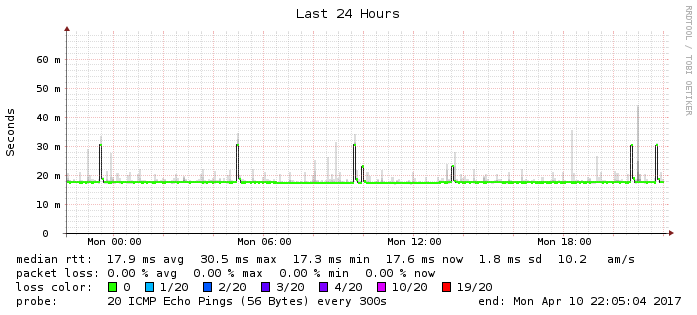 Last 24 Hours
RRDTOOL / TOBI OETIKER
Seconds
60 m
50 m
40 m
30 m
20 m
10 m
0
Mon 00:00 Mon 06:00 Mon 12:00 Mon 18:00
median rtt: 17.9 ms avg 30.5 ms max 17.3 ms min 17.6 ms now 1.8 ms sd 10.2 am/s
packet loss: 0.00 % avg 0.00 % max 0.00 % min 0.00 % now
loss color: 0 1/20 2/20 3/20 4/20 10/20 19/20
probe: 20 ICMP Echo Pings (56 Bytes) every 300s end: Mon Apr 10 22:05:04 2017